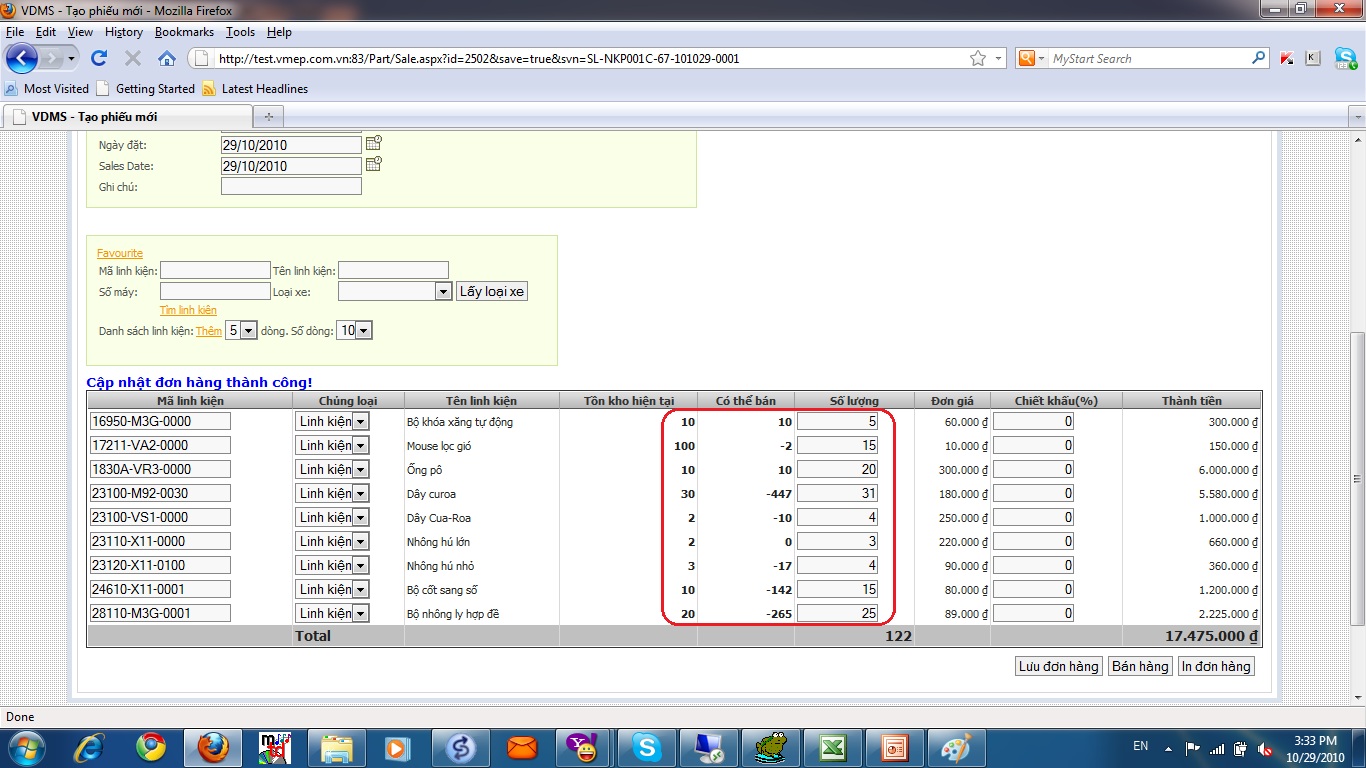 VDMS - Tạo phiếu mới - Mozilla Firefox
File Edit View History Bookmarks Tools Help
http://test.vmep.com.vn:83/Part/Sale.aspx?id=2502&save=true&svn=SL-NKP001C-67-101029-0001 MyStart Search
Most Visited Getting Started Latest Headlines
VDMS - Tạo phiếu mới
Ngày đặt: 29/10/2010
Sales Date: 29/10/2010
Ghi chú:
Favourite
Mã linh kiện: Tên linh kiện:
Số máy: Loại xe: Lấy loại xe
Tìm linh kiện
Danh sách linh kiện: Thêm 5 dòng. Số dòng: 10
Cập nhật đơn hàng thành công!
Mã linh kiện Chủng loại Tên linh kiện Tồn kho hiện tại Có thể bán Số lượng Đơn giá Chiết khấu(%) Thành tiền
16950-M3G-0000 Linh kiện Bộ khóa xăng tự động 10 10 5 60.000 ₫ 0 300.000 ₫
17211-VA2-0000 Linh kiện Mouse lọc gió 100 -2 15 10.000 ₫ 0 150.000 ₫
1830A-VR3-0000 Linh kiện Ống pô 10 10 20 300.000 ₫ 0 6.000.000 ₫
23100-M92-0030 Linh kiện Dây curoa 30 -447 31 180.000 ₫ 0 5.580.000 ₫
23100-VS1-0000 Linh kiện Dây Cua-Roa 2 -10 4 250.000 ₫ 0 1.000.000 ₫
23110-X11-0000 Linh kiện Nhông hú lớn 2 0 3 220.000 ₫ 0 660.000 ₫
23120-X11-0100 Linh kiện Nhông hú nhỏ 3 -17 4 90.000 ₫ 0 360.000 ₫
24610-X11-0001 Linh kiện Bộ cốt sang số 10 -142 15 80.000 ₫ 0 1.200.000 ₫
28110-M3G-0001 Linh kiện Bộ nhông ly hợp đề 20 -265 25 89.000 ₫ 0 2.225.000 ₫
Total 122 17.475.000 ₫
Lưu đơn hàng Bán hàng In đơn hàng
Done
EN 3:33 PM
10/29/2010